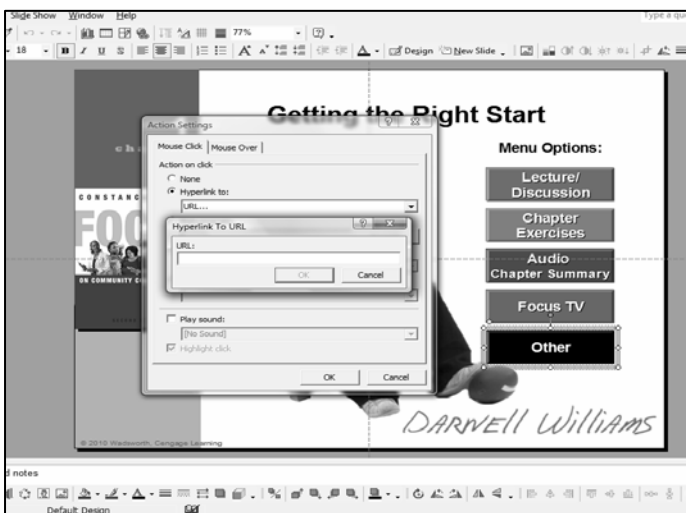 Slide Show Window Help
Type a que
77%
18
B I U S
Design New Slide
Getting the Right Start
Menu Options:
Lecture/
Discussion
Chapter
Exercises
Audio
Chapter Summary
Focus TV
Other
CONSTANC
FOC
ON COMMUNITY C
Action Settings
Mouse Click Mouse Over
Action on click
None
Hyperlink to:
URL...
Hyperlink To URL
URL:
OK Cancel
Play sound:
[No Sound]
Highlight click
OK Cancel
DARNEll WilliAMS
© 2010 Wadsworth, Cengage Learning
d notes
Default Design